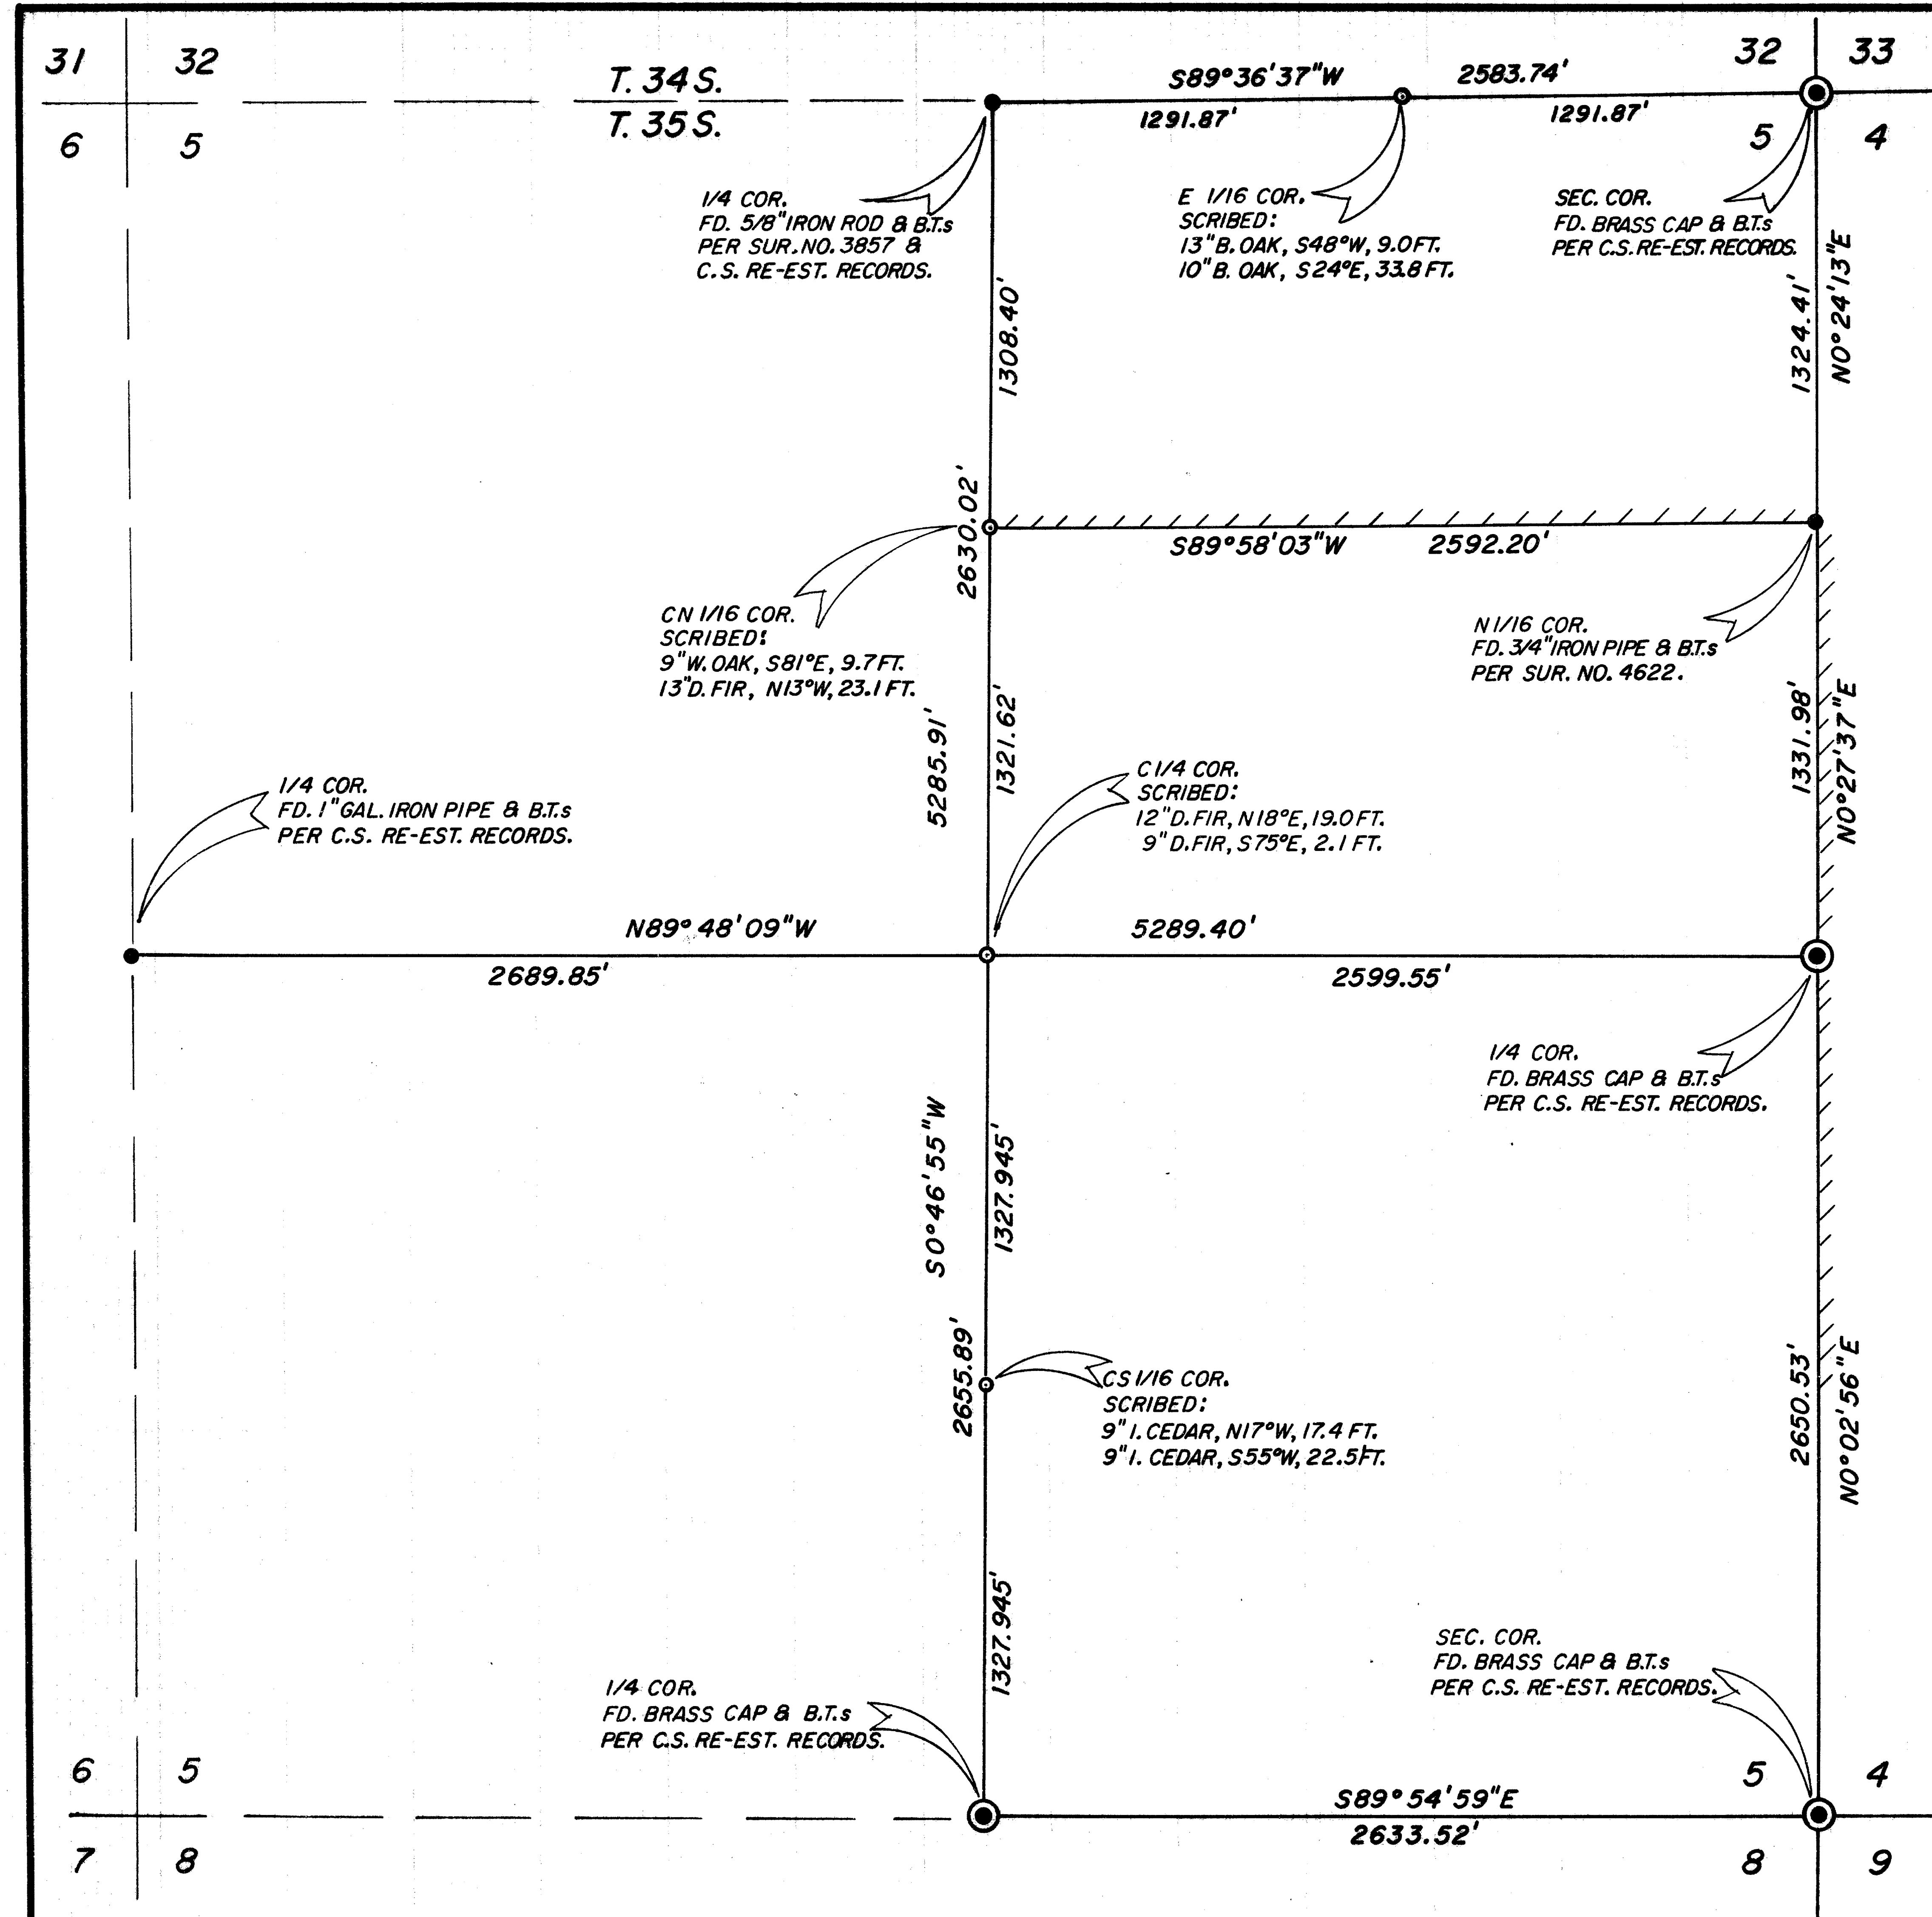 31 32
T. 34 S.
S89°36'37"W 2583.74'
32 33
6 5
T. 35 S.
1291.87' 1291.87'
5 4
1/4 COR.
FD. 5/8" IRON ROD & B.T.s
PER SUR. NO. 3857 &
C.S. RE-EST. RECORDS.
E 1/16 COR.
SCRIBED:
13" B. OAK, S48°W, 9.0 FT.
10" B. OAK, S24°E, 33.8 FT.
SEC. COR.
FD. BRASS CAP & B.T.s
PER C.S. RE-EST. RECORDS.
1308.40'
1324.41'
N0°24'13"E
2630.02'
S89°58'03"W 2592.20'
CN 1/16 COR.
SCRIBED:
9" W. OAK, S81°E, 9.7 FT.
13" D. FIR, N13°W, 23.1 FT.
N 1/16 COR.
FD. 3/4" IRON PIPE & B.T.s
PER SUR. NO. 4622.
5285.91'
1321.62'
1331.98'
N0°27'37"E
1/4 COR.
FD. 1" GAL. IRON PIPE & B.T.s
PER C.S. RE-EST. RECORDS.
C 1/4 COR.
SCRIBED:
12" D. FIR, N18°E, 19.0 FT.
9" D. FIR, S75°E, 2.1 FT.
N89°48'09"W 5289.40'
2689.85' 2599.55'
1/4 COR.
FD. BRASS CAP & B.T.s
PER C.S. RE-EST. RECORDS.
S0°46'55"W
1327.945'
2655.89'
2650.53'
N0°02'56"E
CS 1/16 COR.
SCRIBED:
9" I. CEDAR, N17°W, 17.4 FT.
9" I. CEDAR, S55°W, 22.5 FT.
1327.945'
1/4 COR.
FD. BRASS CAP & B.T.s
PER C.S. RE-EST. RECORDS.
SEC. COR.
FD. BRASS CAP & B.T.s
PER C.S. RE-EST. RECORDS.
6 5
5 4
S89°54'59"E
2633.52'
7 8
8 9